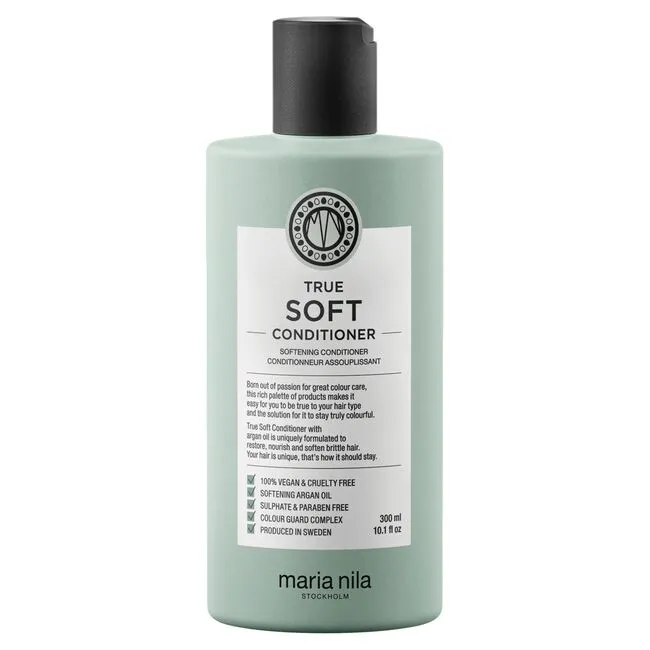 TRUE
SOFT
CONDITIONER
SOFTENING CONDITIONER
CONDITIONNEUR ASSOUPLISSANT
Born out of passion for great colour care,
this rich palette of products makes it
easy for you to be true to your hair type
and the solution for it to stay truly colourful.
True Soft Conditioner with
argan oil is uniquely formulated to
restore, nourish and soften brittle hair.
Your hair is unique, that's how it should stay.
100% VEGAN & CRUELTY FREE
SOFTENING ARGAN OIL
SULPHATE & PARABEN FREE
COLOUR GUARD COMPLEX 300 ml
PRODUCED IN SWEDEN 10.1 fl oz
maria nila
STOCKHOLM